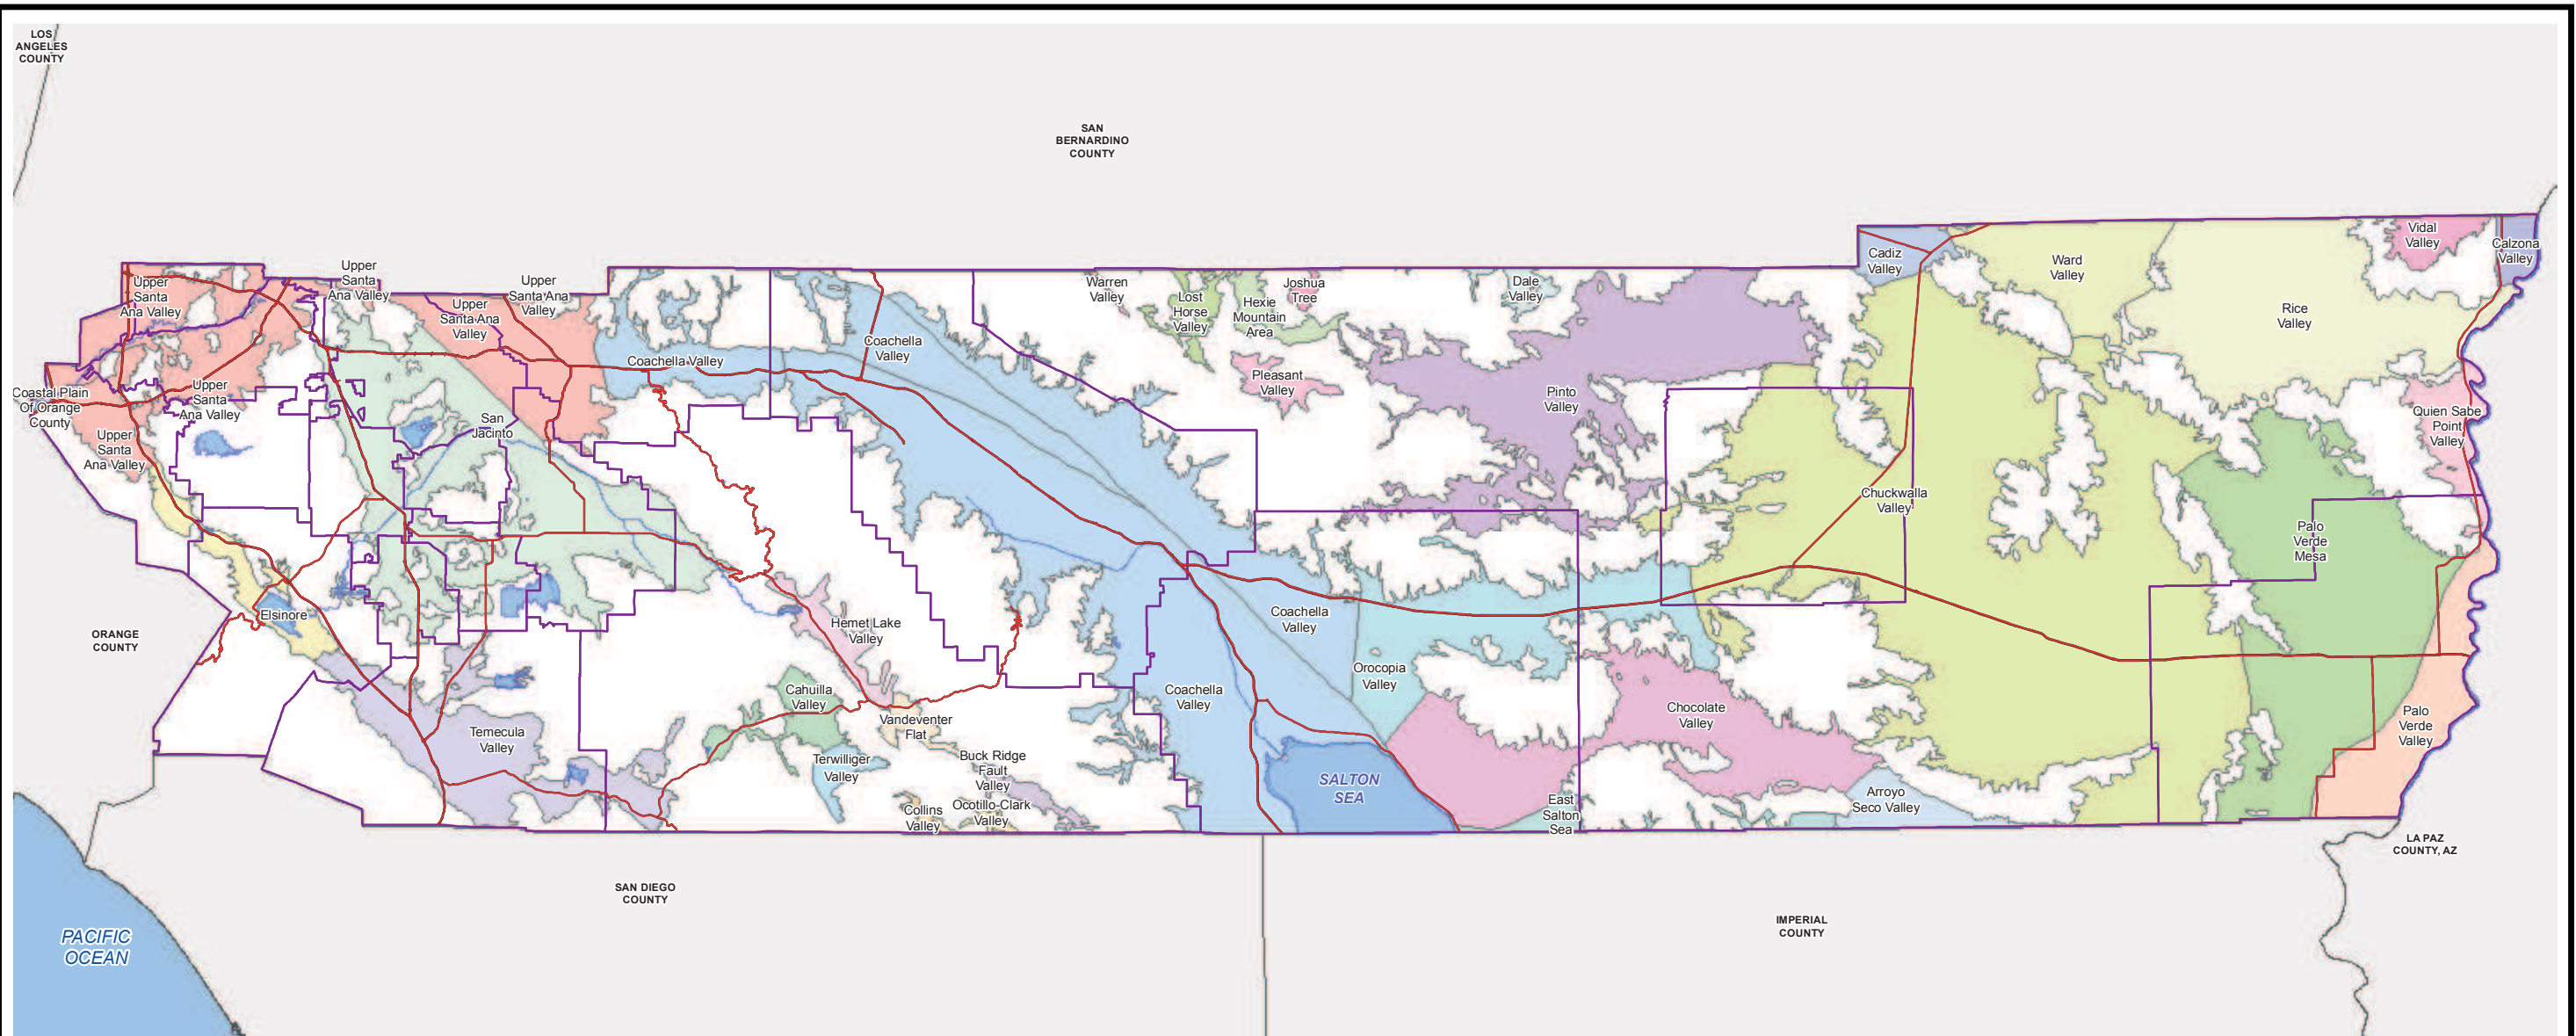 LOS
ANGELES
COUNTY
SAN
BERNARDINO
COUNTY
Vidal
Valley
Calzona
Valley
Cadiz
Valley
Ward
Valley
Rice
Valley
Upper
Santa
Ana Valley
Upper
Santa
Ana Valley
Upper
Santa Ana
Valley
Upper
Santa Ana
Valley
Warren
Valley
Lost
Horse
Valley
Hexie
Mountain
Area
Joshua
Tree
Dale
Valley
Coachella Valley
Coachella
Valley
Pleasant
Valley
Pinto
Valley
Coastal Plain
Of Orange
County
Upper
Santa
Ana Valley
Upper
Santa
Ana Valley
San
Jacinto
Quien Sabe
Point
Valley
Chuckwalla
Valley
Palo
Verde
Mesa
Elsinore
ORANGE
COUNTY
Hemet Lake
Valley
Coachella
Valley
Orocopia
Valley
Cahuilla
Valley
Coachella
Valley
Vandeventer
Flat
Chocolate
Valley
Palo
Verde
Valley
Temecula
Valley
Terwilliger
Valley
Buck Ridge
Fault
Valley
SALTON
SEA
Collins
Valley
Ocotillo-Clark
Valley
East
Salton
Sea
Arroyo
Seco Valley
LA PAZ
COUNTY, AZ
SAN DIEGO
COUNTY
IMPERIAL
COUNTY
PACIFIC
OCEAN